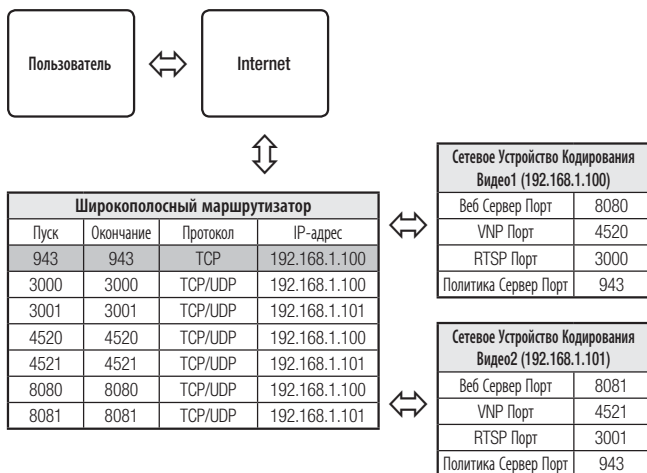 Пользователь
Internet
Широкополосный маршрутизатор
Пуск Окончание Протокол IP-адрес
943 943 TCP 192.168.1.100
3000 3000 TCP/UDP 192.168.1.100
3001 3001 TCP/UDP 192.168.1.101
4520 4520 TCP/UDP 192.168.1.100
4521 4521 TCP/UDP 192.168.1.101
8080 8080 TCP/UDP 192.168.1.100
8081 8081 TCP/UDP 192.168.1.101
Сетевое Устройство Кодирования
Видео1 (192.168.1.100)
Веб Сервер Порт 8080
VNP Порт 4520
RTSP Порт 3000
Политика Сервер Порт 943
Сетевое Устройство Кодирования
Видео2 (192.168.1.101)
Веб Сервер Порт 8081
VNP Порт 4521
RTSP Порт 3001
Политика Сервер Порт 943